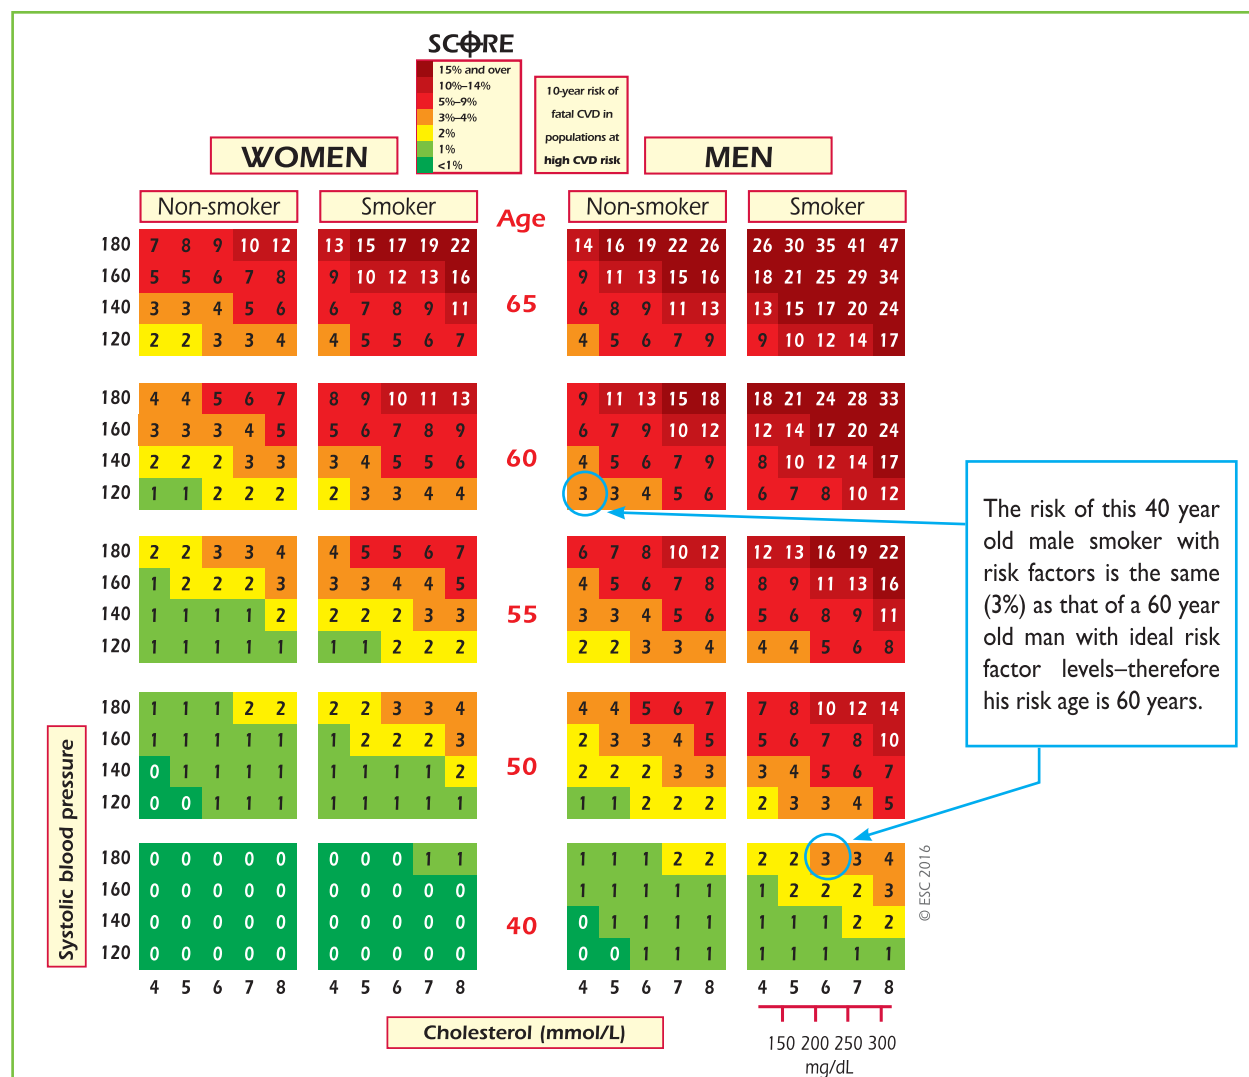 SCORE
15% and over
10%–14%
5%–9%
3%–4%
2%
1%
<1%
10-year risk of
fatal CVD in
populations at
high CVD risk
WOMEN
MEN
Non-smoker Smoker Age Non-smoker Smoker
180 7 8 9 10 12 13 15 17 19 22 14 16 19 22 26 26 30 35 41 47
160 5 5 6 7 8 9 10 12 13 16 9 11 13 15 16 18 21 25 29 34
65
140 3 3 4 5 6 6 7 8 9 11 6 8 9 11 13 13 15 17 20 24
120 2 2 3 3 4 4 5 5 6 7 4 5 6 7 9 9 10 12 14 17
180 4 4 5 6 7 8 9 10 11 13 9 11 13 15 18 18 21 24 28 33
160 3 3 3 4 5 5 6 7 8 9 6 7 9 10 12 12 14 17 20 24
60
140 2 2 2 3 3 3 4 5 5 6 4 5 6 7 9 8 10 12 14 17
120 1 1 2 2 2 2 3 3 4 4 3 3 4 5 6 6 7 8 10 12
180 2 2 3 3 4 4 5 5 6 7 6 7 8 10 12 12 13 16 19 22
160 1 2 2 2 3 3 3 4 4 5 4 5 6 7 8 8 9 11 13 16
55
140 1 1 1 1 2 2 2 2 3 3 3 3 4 5 6 5 6 8 9 11
120 1 1 1 1 1 1 1 2 2 2 2 2 3 3 4 4 4 5 6 8
180 1 1 1 2 2 2 2 3 3 4 4 4 5 6 7 7 8 10 12 14
160 1 1 1 1 1 1 2 2 2 3 2 3 3 4 5 5 6 7 8 10
50
140 0 1 1 1 1 1 1 1 1 2 2 2 2 3 3 3 4 5 6 7
120 0 0 1 1 1 1 1 1 1 1 1 1 2 2 2 2 3 3 4 5
180 0 0 0 0 0 0 0 0 1 1 1 1 1 2 2 2 2 3 3 4
160 0 0 0 0 0 0 0 0 0 0 1 1 1 1 1 1 2 2 2 3
40
140 0 0 0 0 0 0 0 0 0 0 0 1 1 1 1 1 1 1 2 2
120 0 0 0 0 0 0 0 0 0 0 0 0 1 1 1 1 1 1 1 1
4 5 6 7 8 4 5 6 7 8 4 5 6 7 8 4 5 6 7 8
Systolic blood pressure
Cholesterol (mmol/L)
150 200 250 300
mg/dL
© ESC 2016
The risk of this 40 year
old male smoker with
risk factors is the same
(3%) as that of a 60 year
old man with ideal risk
factor levels–therefore
his risk age is 60 years.